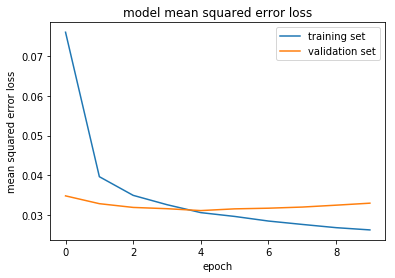 model mean squared error loss
training set
validation set
mean squared error loss
0.07
0.06
0.05
0.04
0.03
0 2 4 6 8
epoch